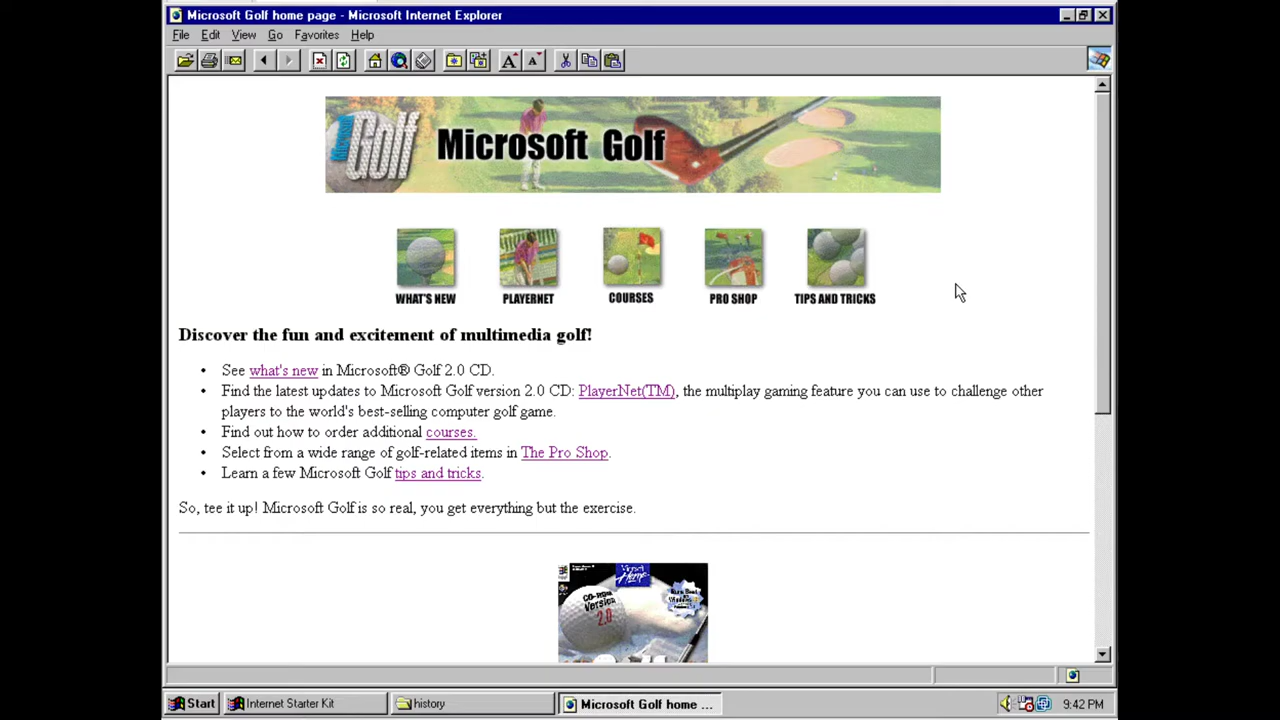 Microsoft Golf home page - Microsoft Internet Explorer
File Edit View Go Favorites Help
Microsoft Golf Microsoft Golf
WHAT'S NEW PLAYERNET COURSES PRO SHOP TIPS AND TRICKS
Discover the fun and excitement of multimedia golf!
• See what's new in Microsoft® Golf 2.0 CD.
• Find the latest updates to Microsoft Golf version 2.0 CD: PlayerNet(TM), the multiplay gaming feature you can use to challenge other
players to the world's best-selling computer golf game.
• Find out how to order additional courses.
• Select from a wide range of golf-related items in The Pro Shop.
• Learn a few Microsoft Golf tips and tricks.
So, tee it up! Microsoft Golf is so real, you get everything but the exercise.
Microsoft Home
CD-ROM
Version
2.0
Start Internet Starter Kit history Microsoft Golf home ... 9:42 PM